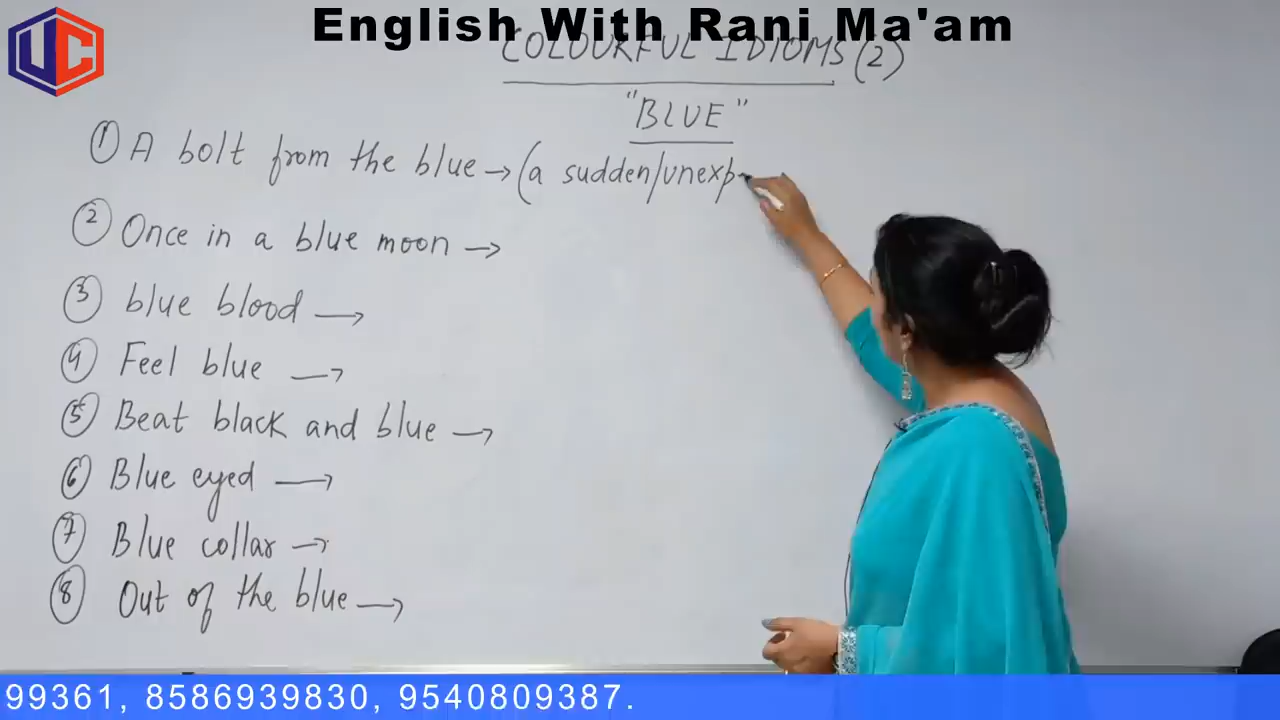 UC
English With Rani Ma'am
COLOURFUL IDIOMS (2)
"BLUE"
① A bolt from the blue → (a sudden/unexp
② Once in a blue moon →
③ blue blood →
④ Feel blue →
⑤ Beat black and blue →
⑥ Blue eyed →
⑦ Blue collar →
⑧ Out of the blue →
99361, 8586939830, 9540809387.